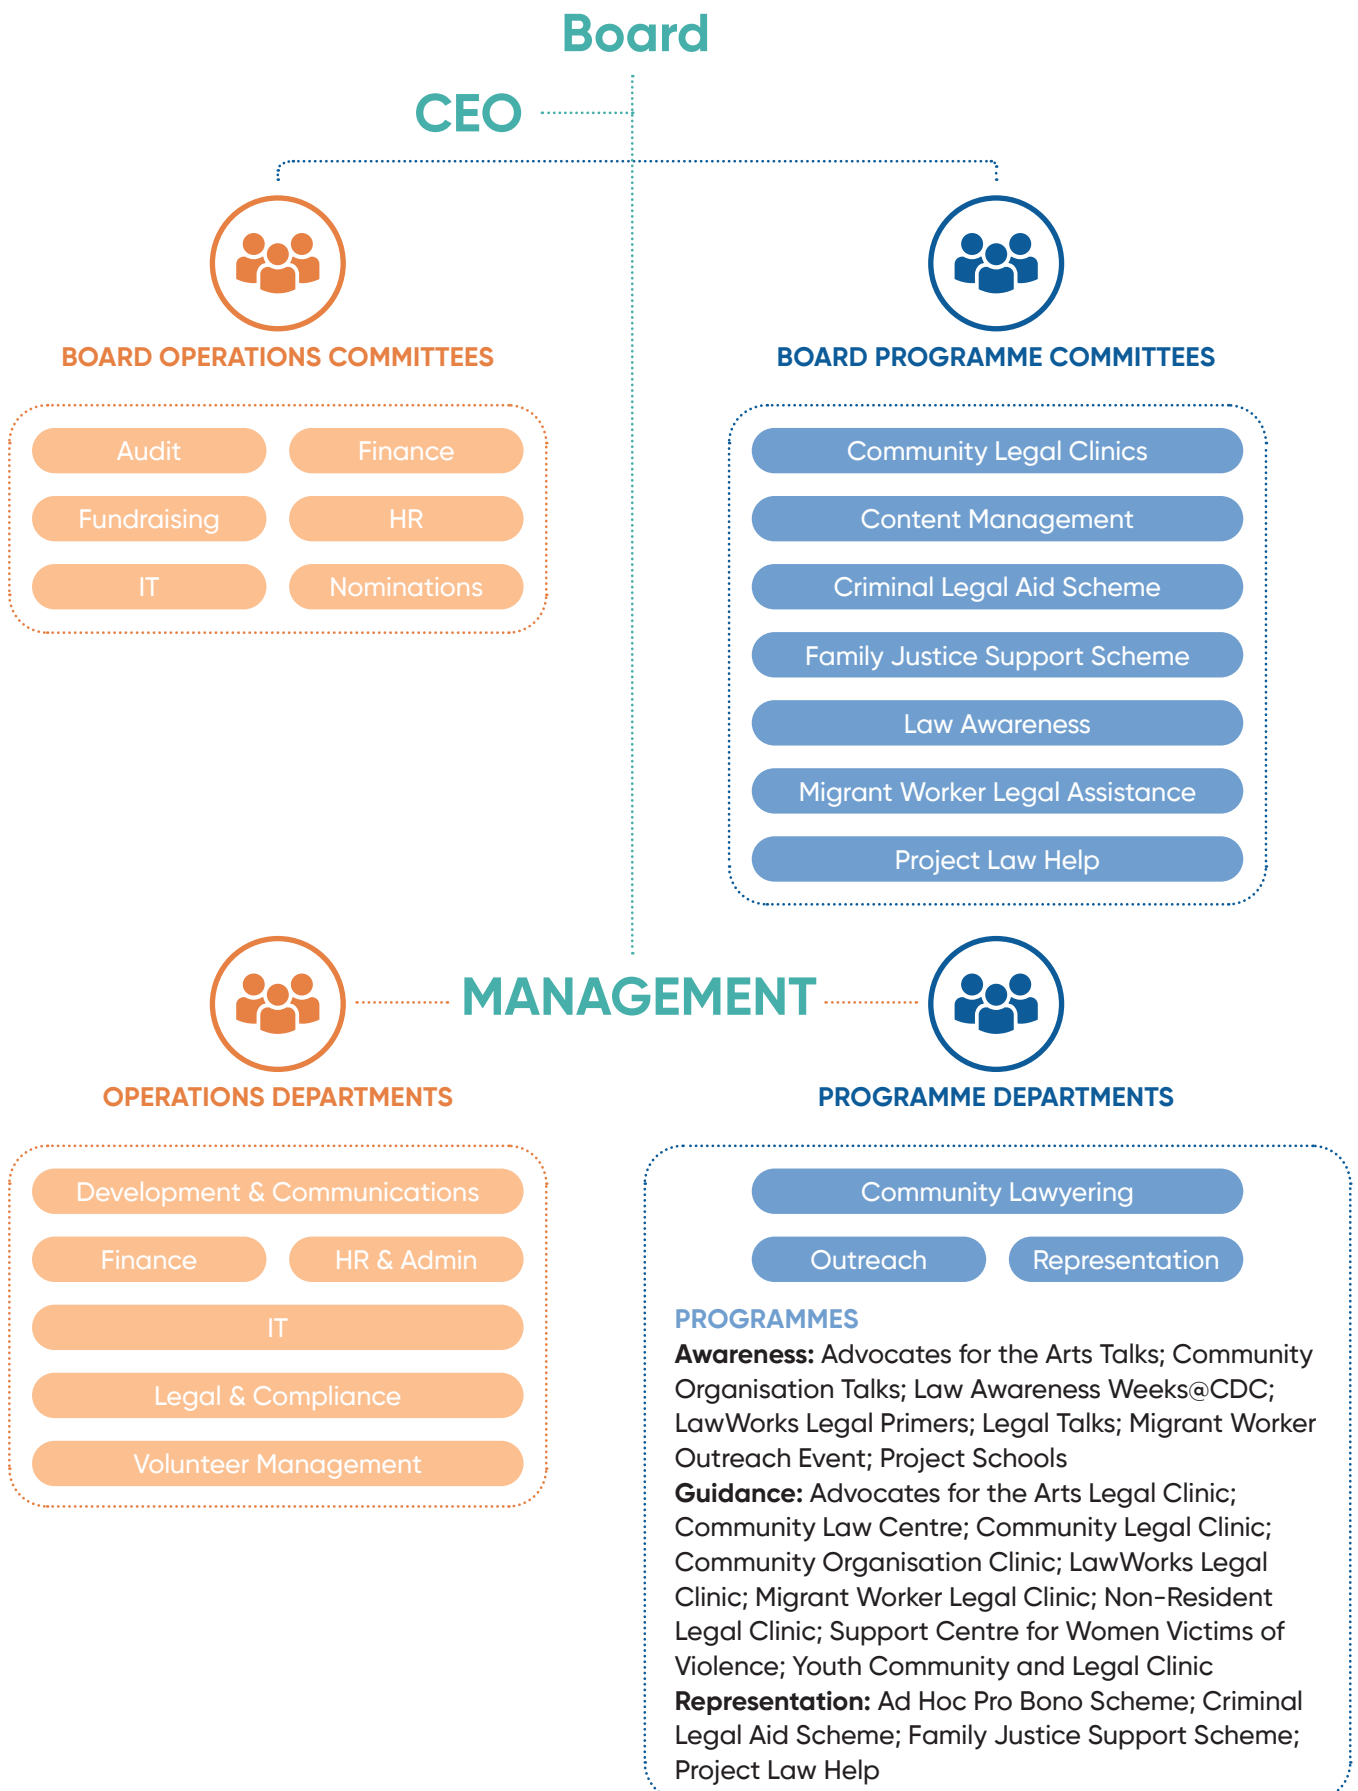 Board
CEO
BOARD OPERATIONS COMMITTEES
Audit
Finance
Fundraising
HR
IT
Nominations
BOARD PROGRAMME COMMITTEES
Community Legal Clinics
Content Management
Criminal Legal Aid Scheme
Family Justice Support Scheme
Law Awareness
Migrant Worker Legal Assistance
Project Law Help
MANAGEMENT
OPERATIONS DEPARTMENTS
Development & Communications
Finance
HR & Admin
IT
Legal & Compliance
Volunteer Management
PROGRAMME DEPARTMENTS
Community Lawyering
Outreach
Representation
PROGRAMMES
Awareness: Advocates for the Arts Talks; Community
Organisation Talks; Law Awareness Weeks@CDC;
LawWorks Legal Primers; Legal Talks; Migrant Worker
Outreach Event; Project Schools
Guidance: Advocates for the Arts Legal Clinic;
Community Law Centre; Community Legal Clinic;
Community Organisation Clinic; LawWorks Legal
Clinic; Migrant Worker Legal Clinic; Non-Resident
Legal Clinic; Support Centre for Women Victims of
Violence; Youth Community and Legal Clinic
Representation: Ad Hoc Pro Bono Scheme; Criminal
Legal Aid Scheme; Family Justice Support Scheme;
Project Law Help